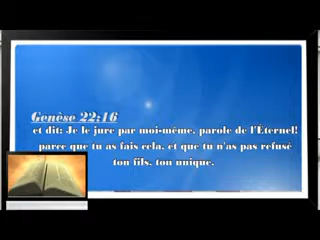 Genèse 22:16
et dit: Je le jure par moi-même, parole de l'Éternel!
parce que tu as fais cela, et que tu n'as pas refusé
ton fils, ton unique,